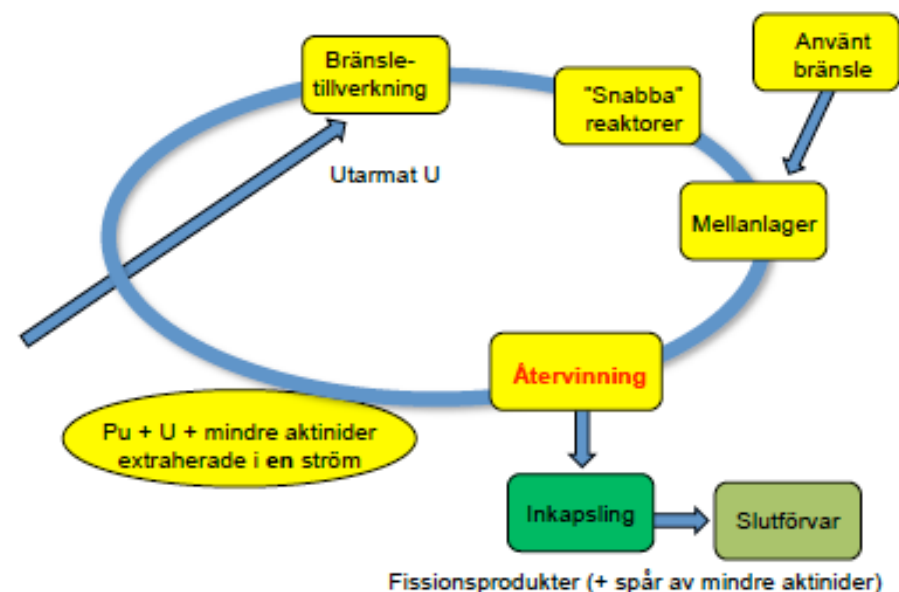 Bränsle-
tillverkning
"Snabba"
reaktorer
Använt
bränsle
Utarmat U
Mellanlager
Återvinning
Pu + U + mindre aktinider
extraherade i en ström
Inkapsling
Slutförvar
Fissionsprodukter (+ spår av mindre aktinider)